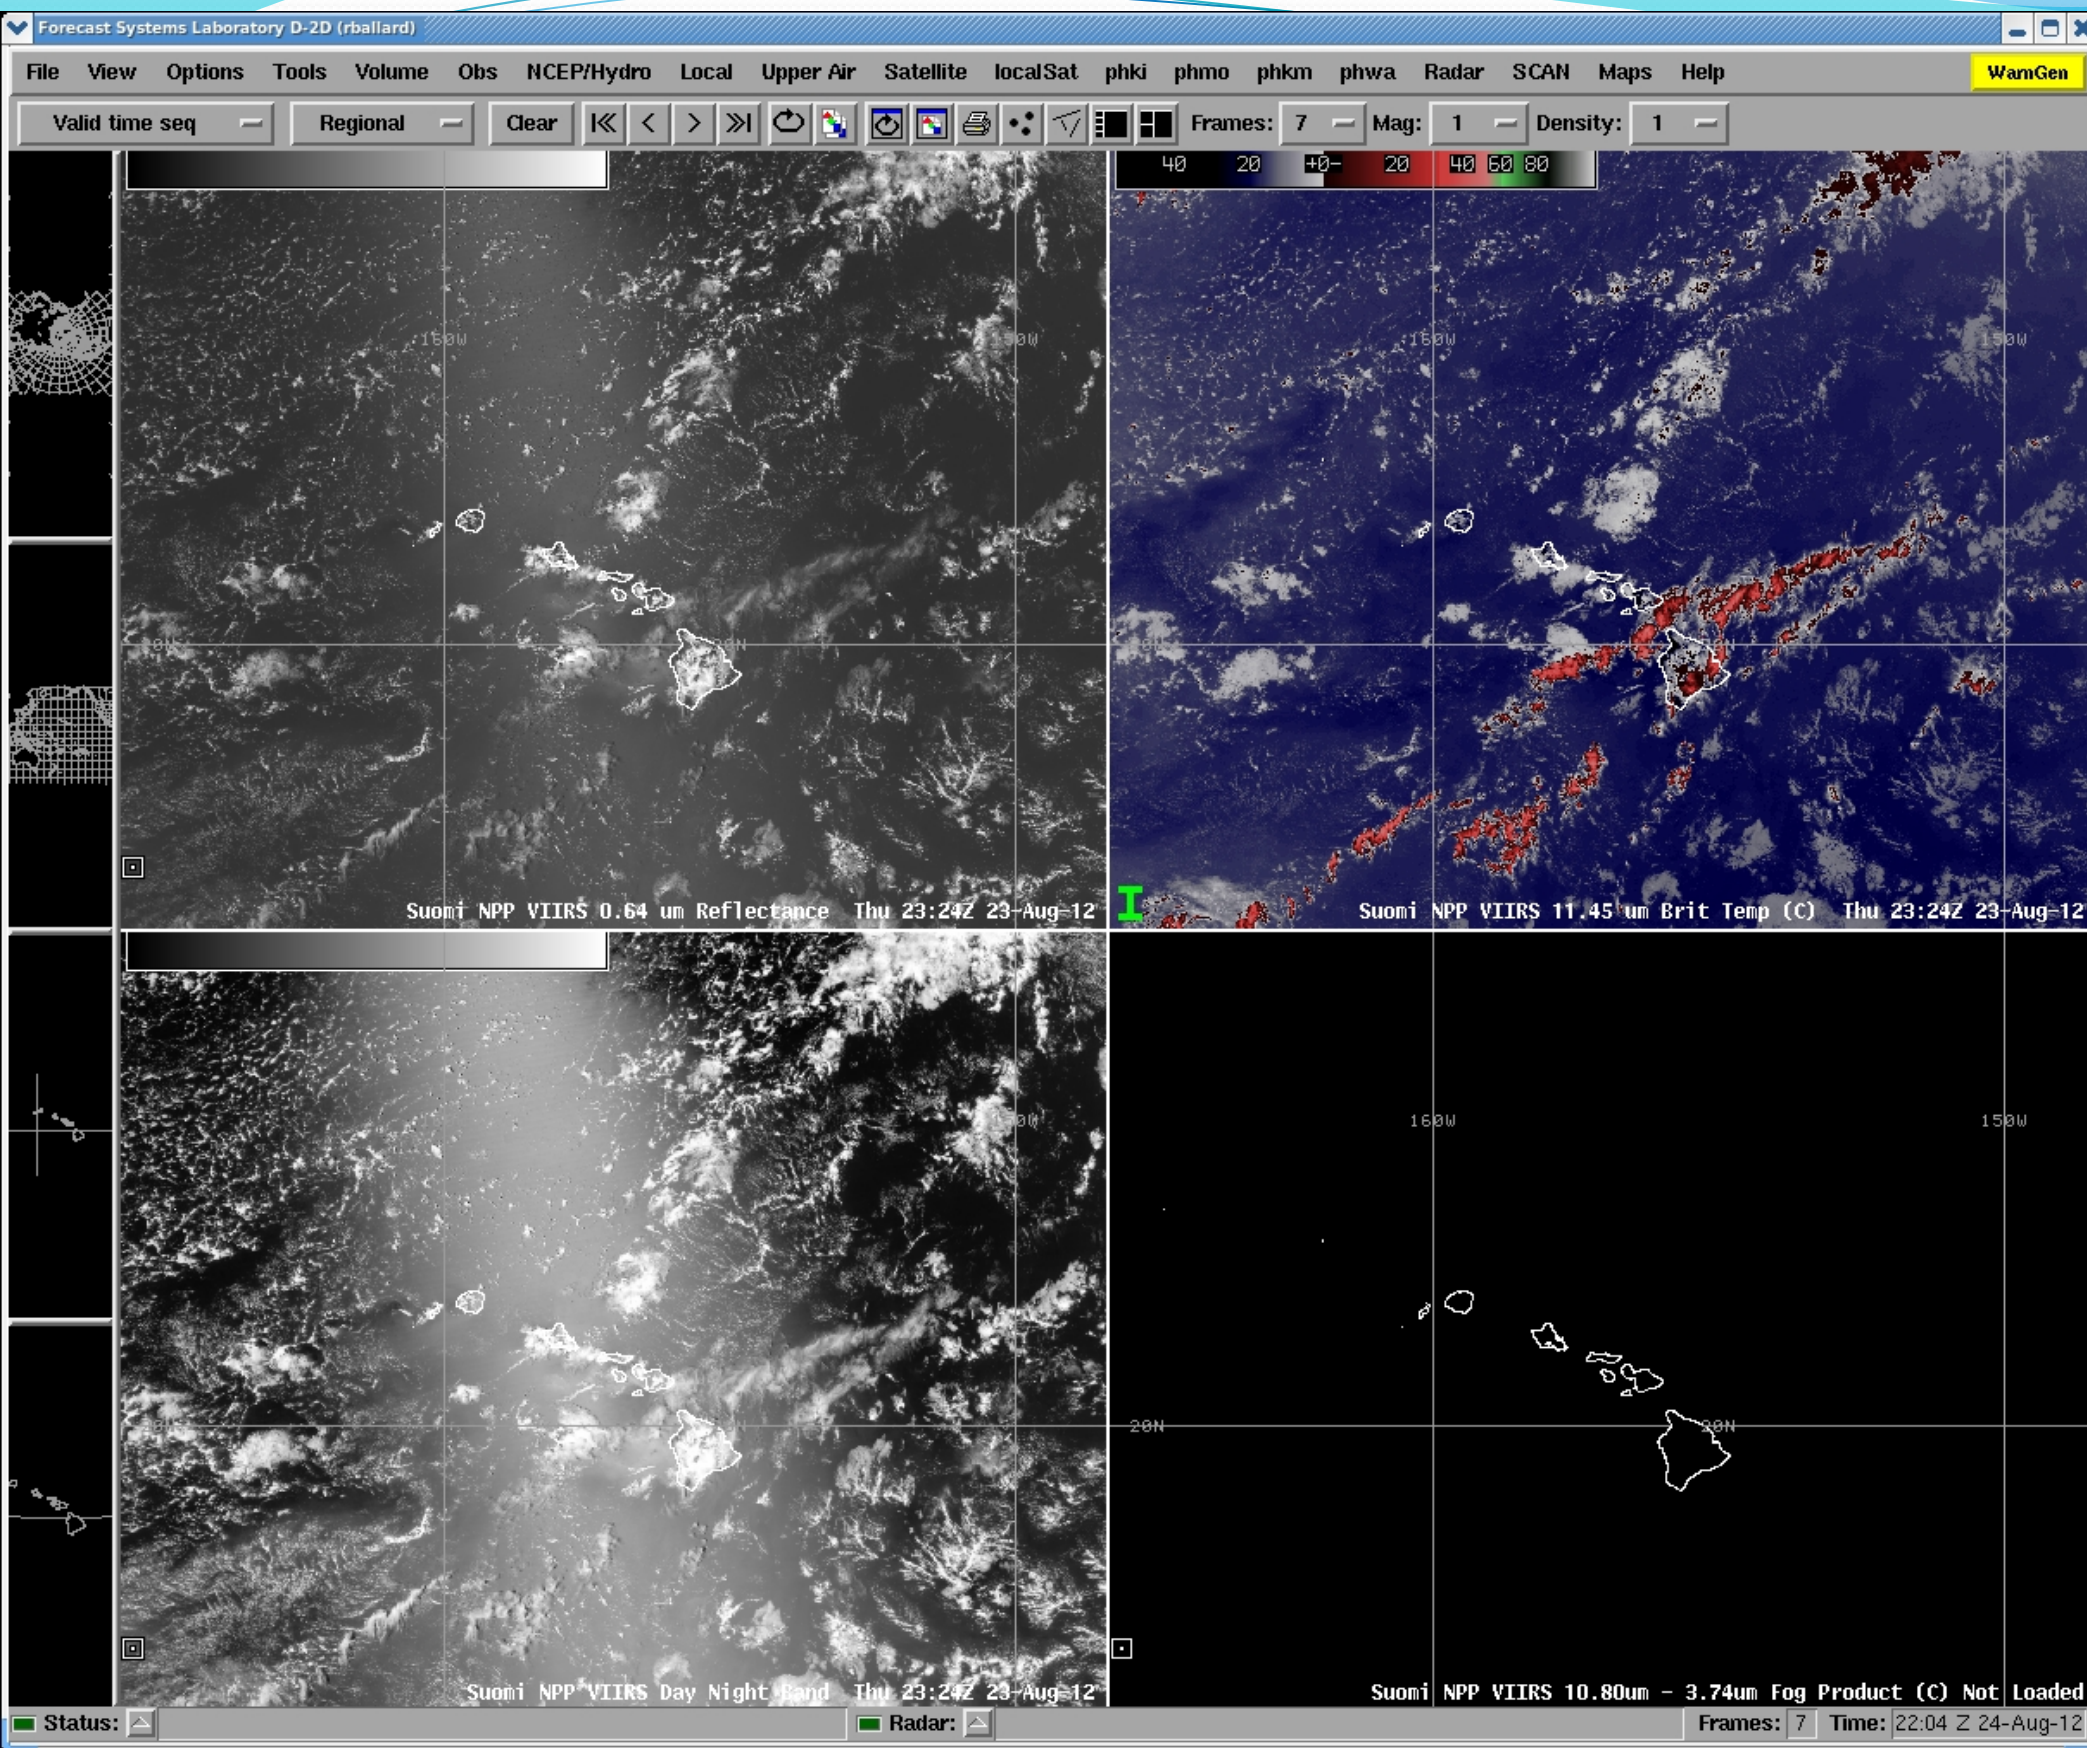 Forecast Systems Laboratory D-2D (rballard)
File View Options Tools Volume Obs NCEP/Hydro Local Upper Air Satellite localSat phki phmo phkm phwa Radar SCAN Maps Help WarnGen
Valid time seq Regional Clear Frames: 7 Mag: 1 Density: 1
40 20 +0- 20 40 60 80
160W 150W
20N
Suomi NPP VIIRS 0.64 um Reflectance Thu 23:24Z 23-Aug-12
I
Suomi NPP VIIRS 11.45 um Brit Temp (C) Thu 23:24Z 23-Aug-12
160W 150W
20N 20N
Suomi NPP VIIRS Day Night Band Thu 23:24Z 23-Aug-12
Suomi NPP VIIRS 10.80um - 3.74um Fog Product (C) Not Loaded
Status: Radar: Frames: 7 Time: 22:04 Z 24-Aug-12